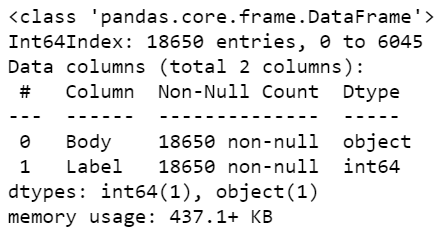 <class 'pandas.core.frame.DataFrame'>
Int64Index: 18650 entries, 0 to 6045
Data columns (total 2 columns):
 #   Column  Non-Null Count  Dtype
---  ------  --------------  -----
 0   Body    18650 non-null  object
 1   Label   18650 non-null  int64
dtypes: int64(1), object(1)
memory usage: 437.1+ KB